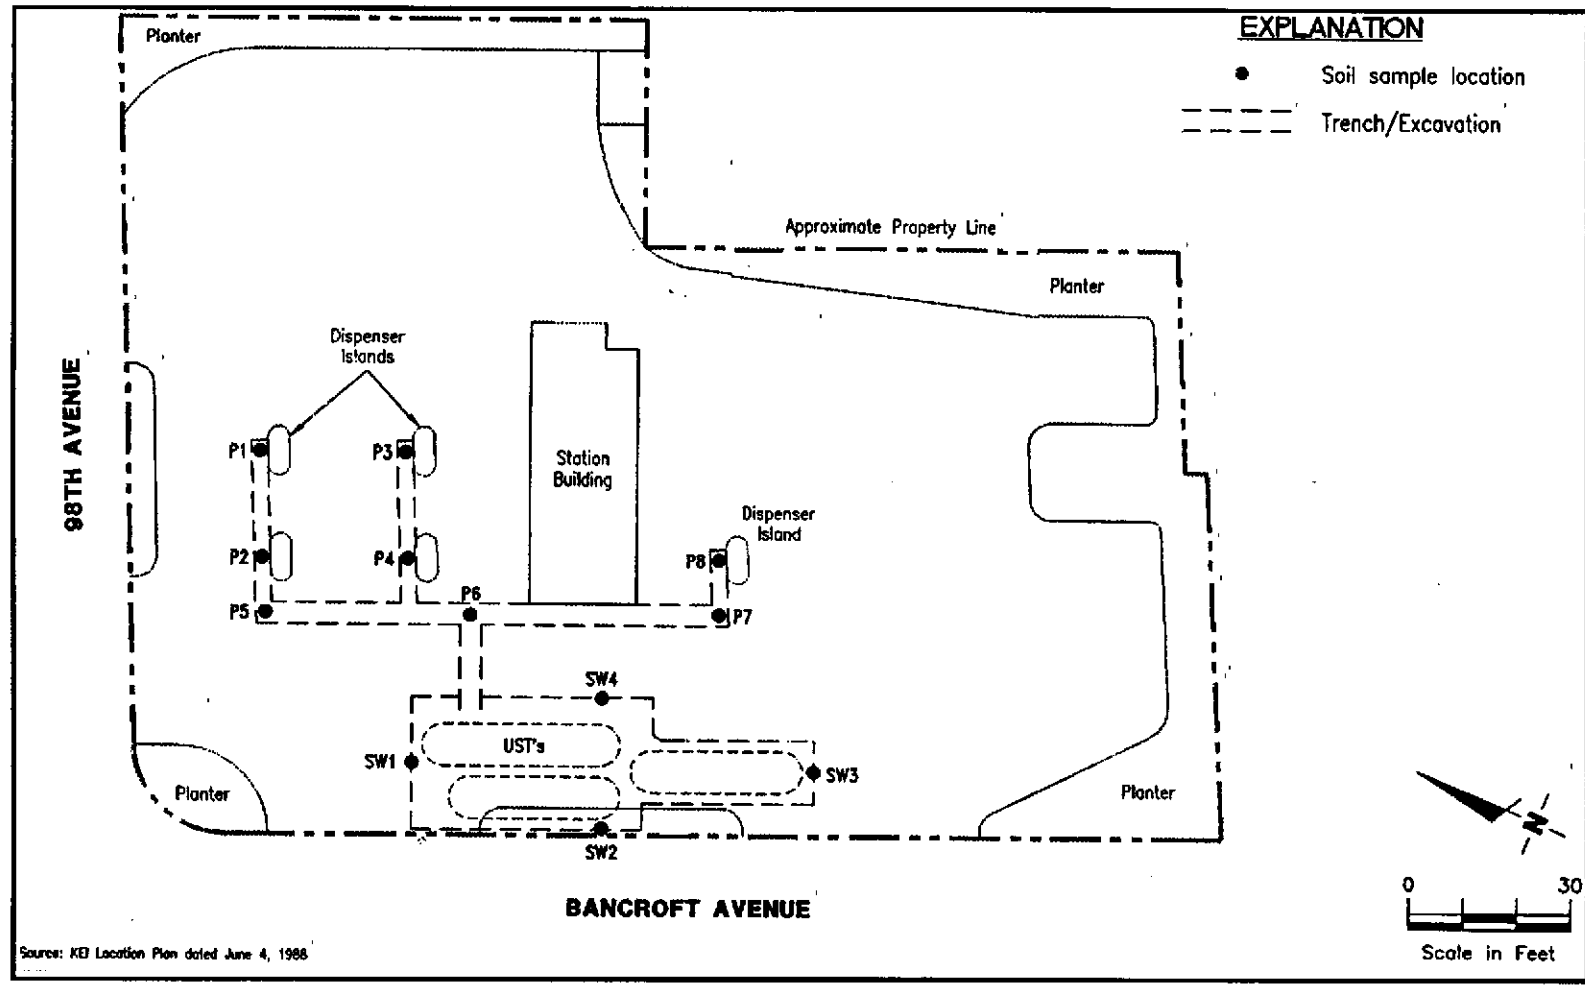 EXPLANATION
Planter
Soil sample location
Trench/Excavation
Approximate Property Line
Planter
Dispenser
Islands
98TH AVENUE
P1
P3
Station
Building
Dispenser
Island
P2
P4
P8
P5
P6
P7
SW4
UST's
SW1
SW3
Planter
Planter
N
SW2
0 30
BANCROFT AVENUE
Scale in Feet
Source: KEI Location Plan dated June 4, 1988